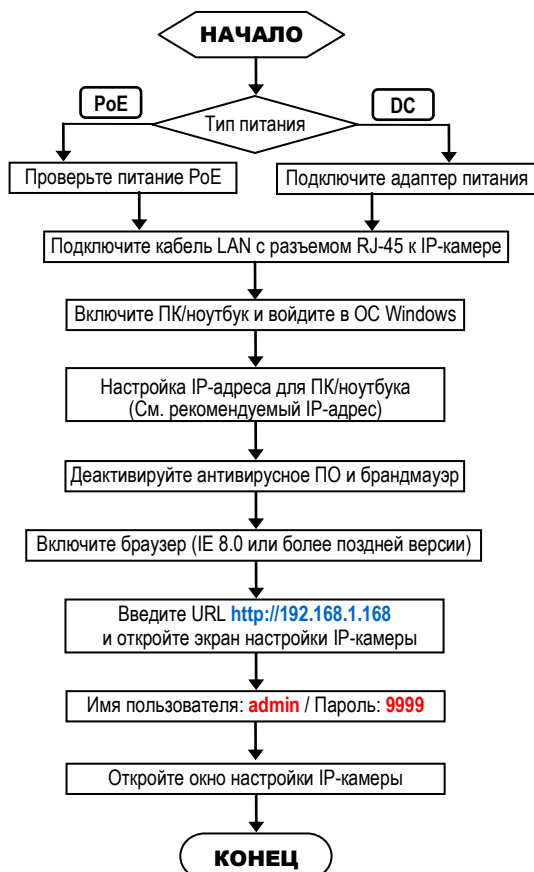 НАЧАЛО
PoE
DC
Тип питания
Проверьте питание PoE
Подключите адаптер питания
Подключите кабель LAN с разъемом RJ-45 к IP-камере
Включите ПК/ноутбук и войдите в ОС Windows
Настройка IP-адреса для ПК/ноутбука
(См. рекомендуемый IP-адрес)
Деактивируйте антивирусное ПО и брандмауэр
Включите браузер (IE 8.0 или более поздней версии)
Введите URL http://192.168.1.168
и откройте экран настройки IP-камеры
Имя пользователя: admin / Пароль: 9999
Откройте окно настройки IP-камеры
КОНЕЦ